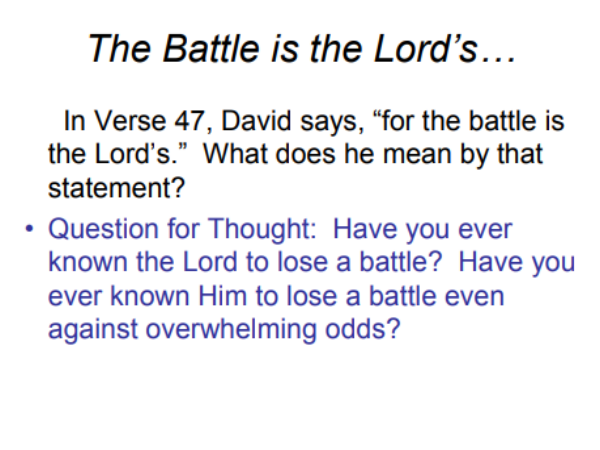 The Battle is the Lord’s…
In Verse 47, David says, “for the battle is
the Lord’s.”  What does he mean by that
statement?
• Question for Thought:  Have you ever
known the Lord to lose a battle?  Have you
ever known Him to lose a battle even
against overwhelming odds?